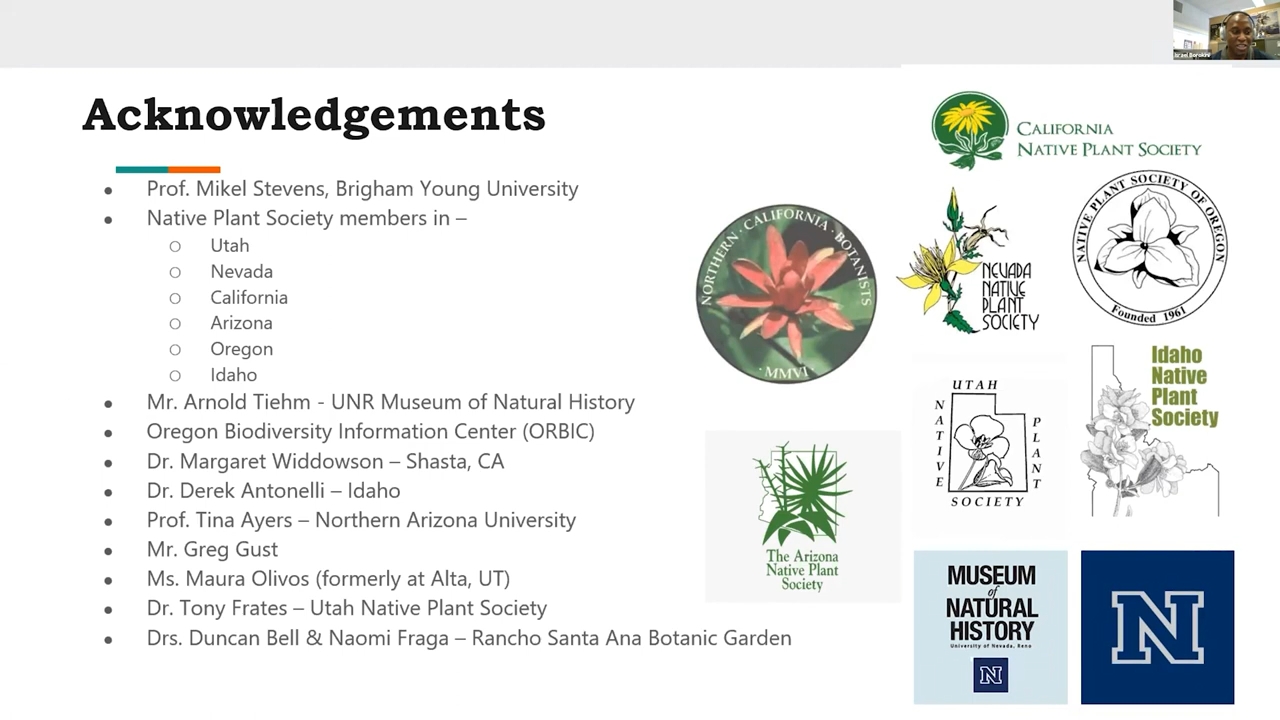 Israel Borokini
Acknowledgements
Prof. Mikel Stevens, Brigham Young University
Native Plant Society members in –
Utah
Nevada
California
Arizona
Oregon
Idaho
Mr. Arnold Tiehm - UNR Museum of Natural History
Oregon Biodiversity Information Center (ORBIC)
Dr. Margaret Widdowson – Shasta, CA
Dr. Derek Antonelli – Idaho
Prof. Tina Ayers – Northern Arizona University
Mr. Greg Gust
Ms. Maura Olivos (formerly at Alta, UT)
Dr. Tony Frates – Utah Native Plant Society
Drs. Duncan Bell & Naomi Fraga – Rancho Santa Ana Botanic Garden
CALIFORNIA
NATIVE PLANT SOCIETY
NORTHERN · CALIFORNIA · BOTANISTS
· MMVI ·
NEVADA
NATIVE
PLANT
SOCIETY
NATIVE PLANT SOCIETY OF OREGON
Founded 1961
UTAH
NATIVE
PLANT
SOCIETY
Idaho
Native
Plant
Society
The Arizona
Native Plant
Society
MUSEUM
of
NATURAL
HISTORY
University of Nevada, Reno
N
N